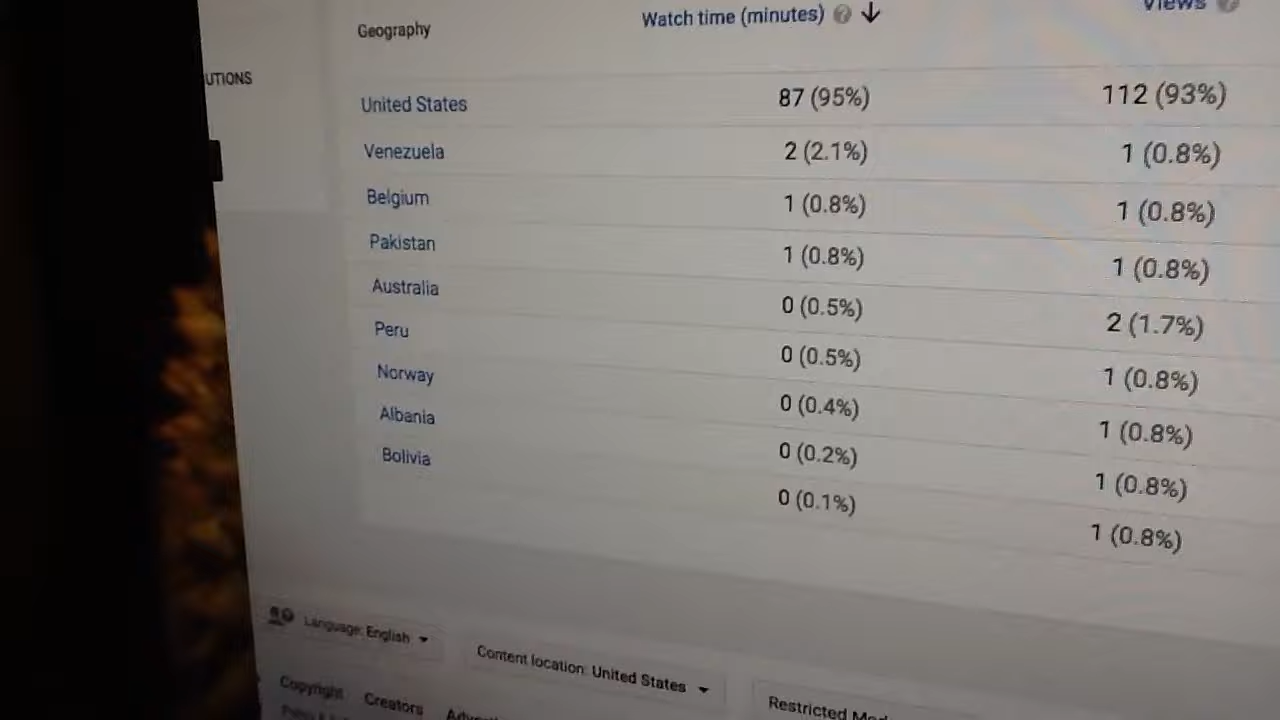 Geography Watch time (minutes) Views
UTIONS
United States 87 (95%) 112 (93%)
Venezuela 2 (2.1%) 1 (0.8%)
Belgium 1 (0.8%) 1 (0.8%)
Pakistan 1 (0.8%) 1 (0.8%)
Australia 0 (0.5%) 2 (1.7%)
Peru 0 (0.5%) 1 (0.8%)
Norway 0 (0.4%) 1 (0.8%)
Albania 0 (0.2%) 1 (0.8%)
Bolivia 0 (0.1%) 1 (0.8%)
Language: English Content location: United States Restricted
Copyright Creators